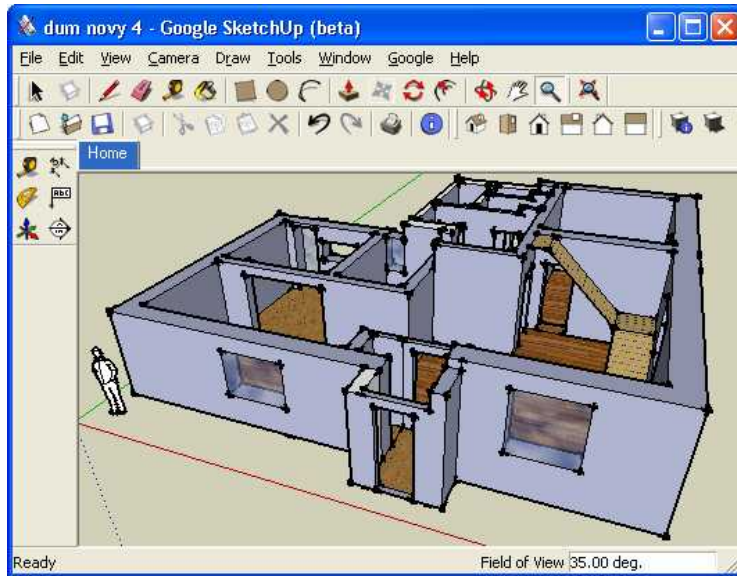 dum novy 4 - Google SketchUp (beta)
File Edit View Camera Draw Tools Window Google Help
Home
ABC
Ready
Field of View 35.00 deg.